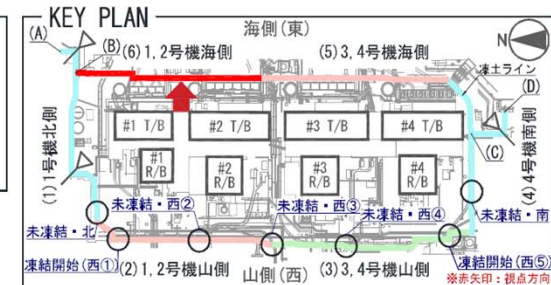 KEY PLAN
海側(東)
N
(A)
(B)
(6)1,2号機海側
(5)3,4号機海側
凍土ライン
(D)
(1)1号機北側
#1 T/B
#2 T/B
#3 T/B
#4 T/B
(C)
(4)4号機南側
#1
R/B
#2
R/B
#3
R/B
#4
R/B
未凍結・西②
未凍結・西③
未凍結・西④
未凍結・北
未凍結・南
凍結開始(西①)
(2)1,2号機山側
山側(西)
(3)3,4号機山側
凍結開始(西⑤)
※赤矢印：視点方向